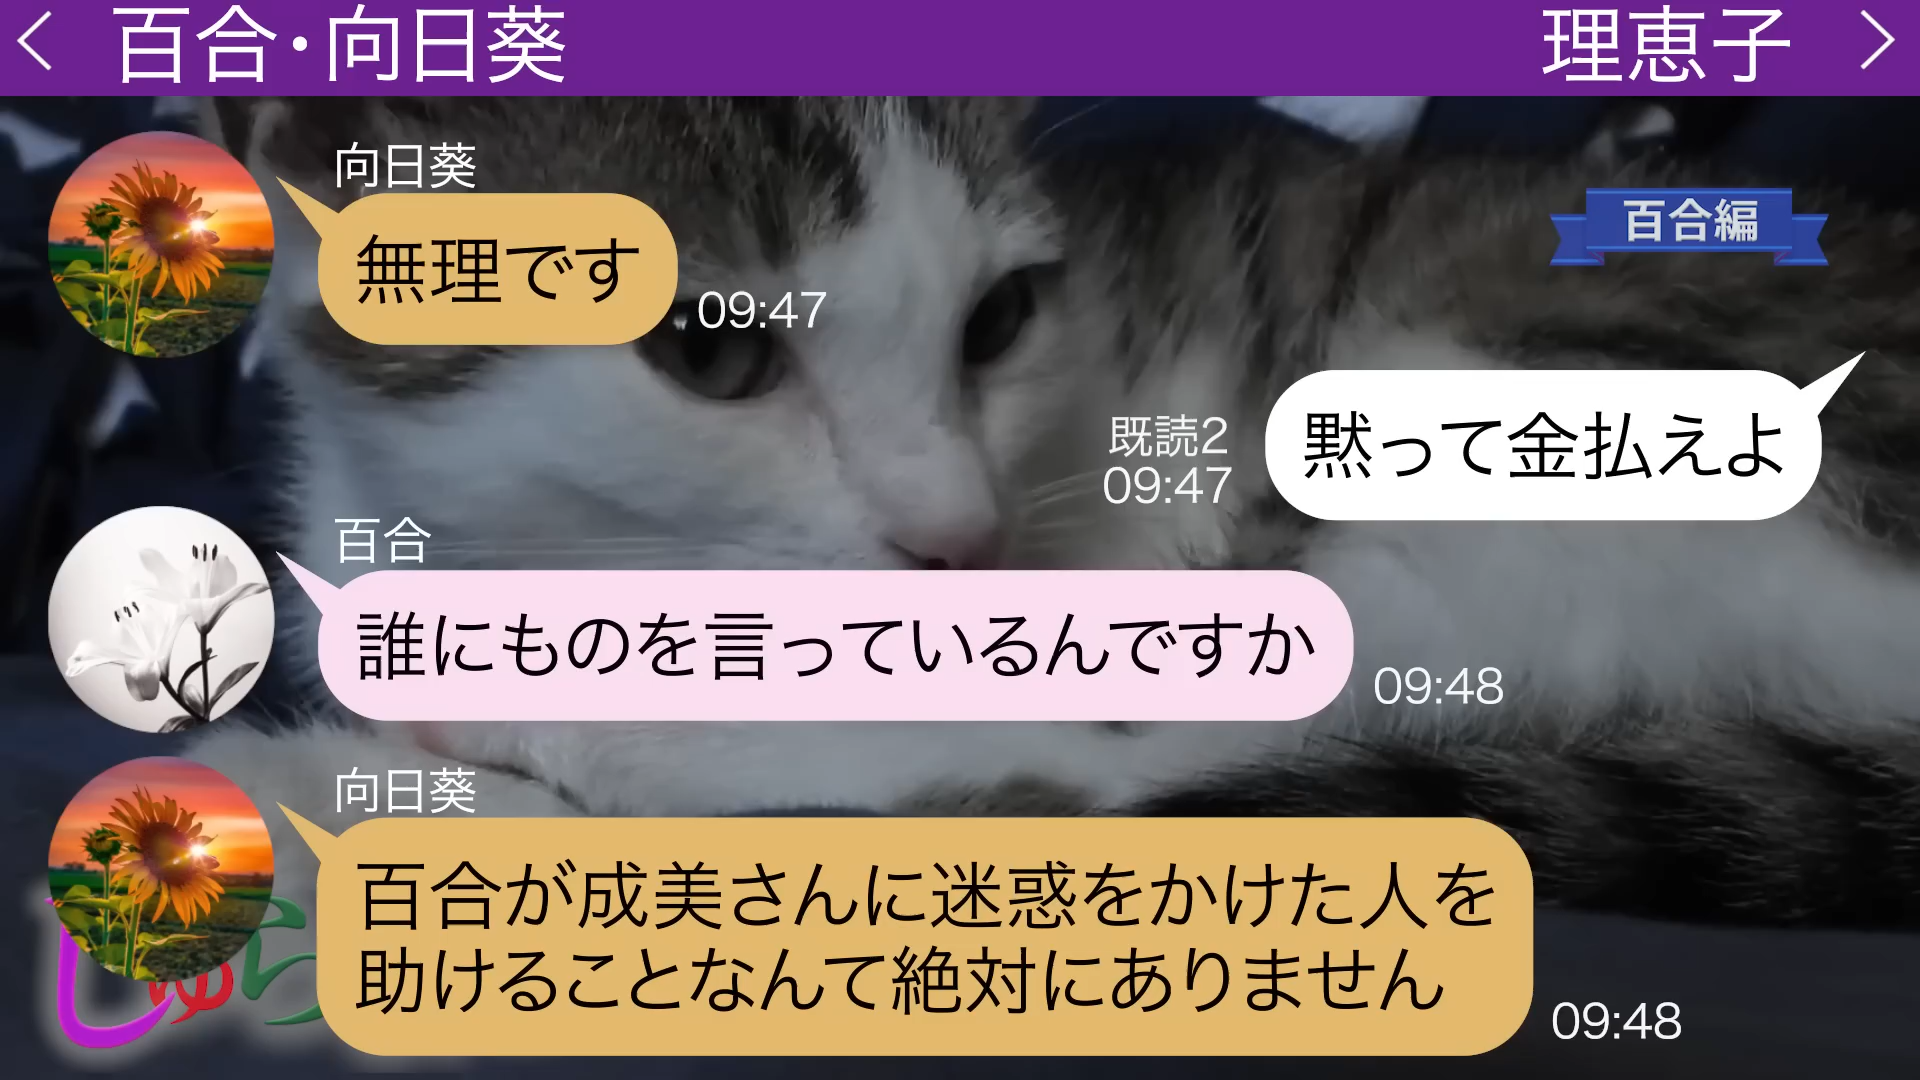 百合・向日葵
理恵子
向日葵
百合編
無理です
09:47
既読2
09:47
黙って金払えよ
百合
誰にものを言っているんですか
09:48
向日葵
百合が成美さんに迷惑をかけた人を
助けることなんて絶対にありません
09:48
しゅら